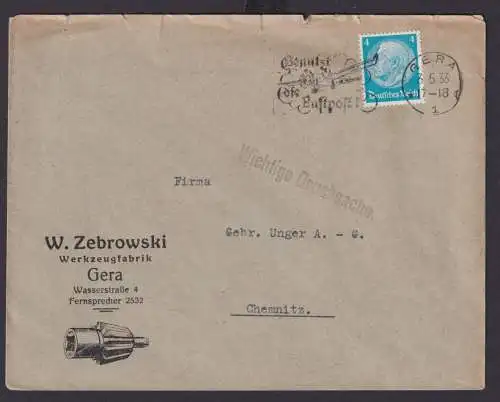 Benutzt
die
Luftpost!
4 4
Deutsches Reich
GERA
5.33
7-18
1
Wichtige Drucksache.
Firma
Gebr. Unger A. - G.
Chemnitz.
W. Zebrowski
Werkzeugfabrik
Gera
Wasserstraße 4
Fernsprecher 2532